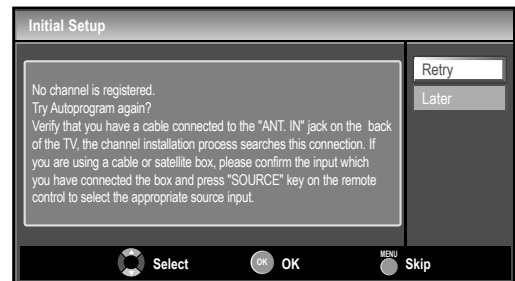 Initial Setup
No channel is registered.
Try Autoprogram again?
Verify that you have a cable connected to the "ANT. IN" jack on the back
of the TV, the channel installation process searches this connection. If
you are using a cable or satellite box, please confirm the input which
you have connected the box and press "SOURCE" key on the remote
control to select the appropriate source input.
Retry
Later
Select
OK OK
MENU Skip